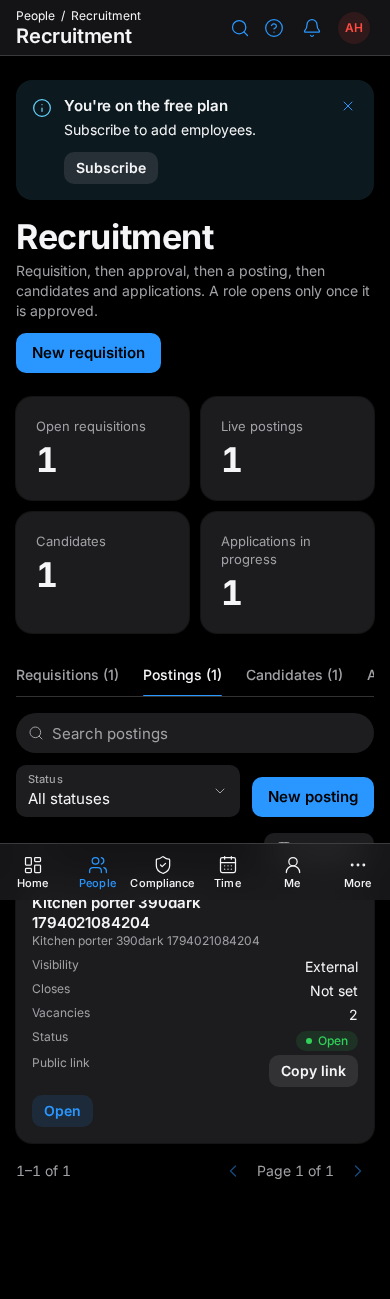 People / Recruitment
Recruitment
AH
You're on the free plan
Subscribe to add employees.
Subscribe
Recruitment
Requisition, then approval, then a posting, then
candidates and applications. A role opens only once it
is approved.
New requisition
Open requisitions
1
Live postings
1
Candidates
1
Applications in
progress
1
Requisitions (1)
Postings (1)
Candidates (1)
A
Search postings
Status
All statuses
New posting
Home
People
Compliance
Time
Me
More
Kitchen porter 390dark
1794021084204
Kitchen porter 390dark 1794021084204
Visibility
External
Closes
Not set
Vacancies
2
Status
Open
Public link
Copy link
Open
1–1 of 1
Page 1 of 1